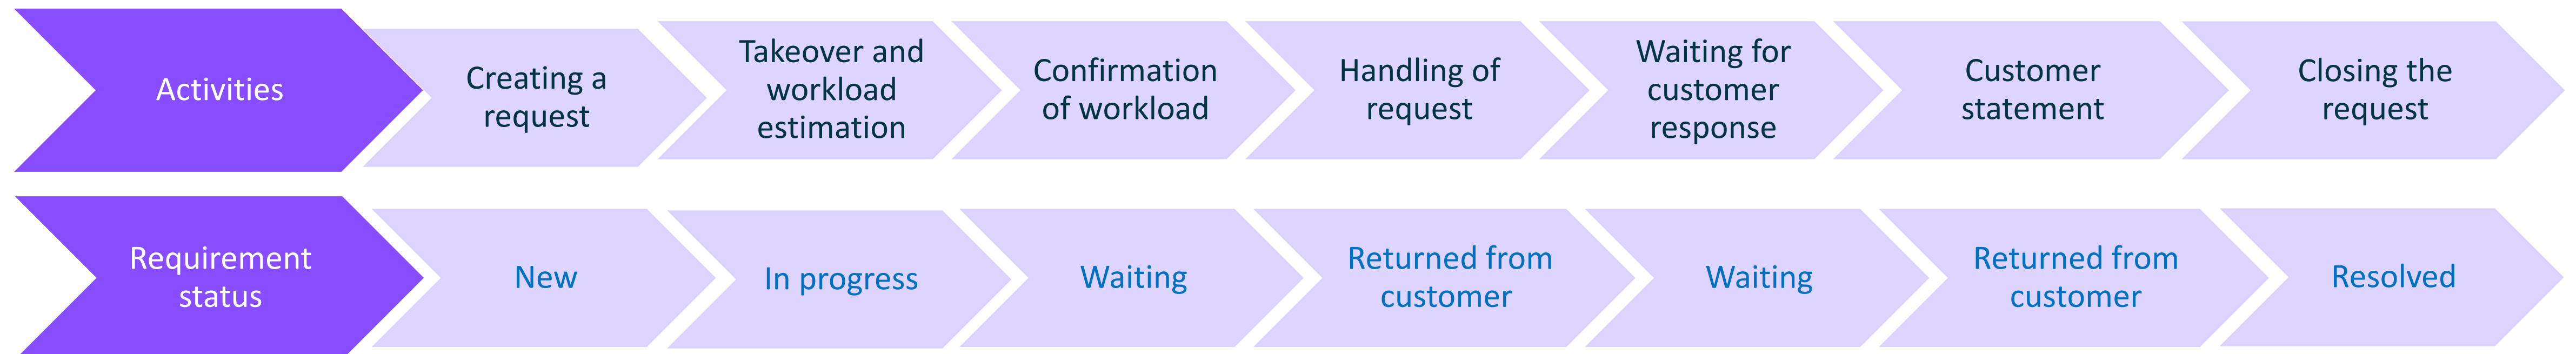 Activities
Creating a
request
Takeover and
workload
estimation
Confirmation
of workload
Handling of
request
Waiting for
customer
response
Customer
statement
Closing the
request
Requirement
status
New
In progress
Waiting
Returned from
customer
Waiting
Returned from
customer
Resolved